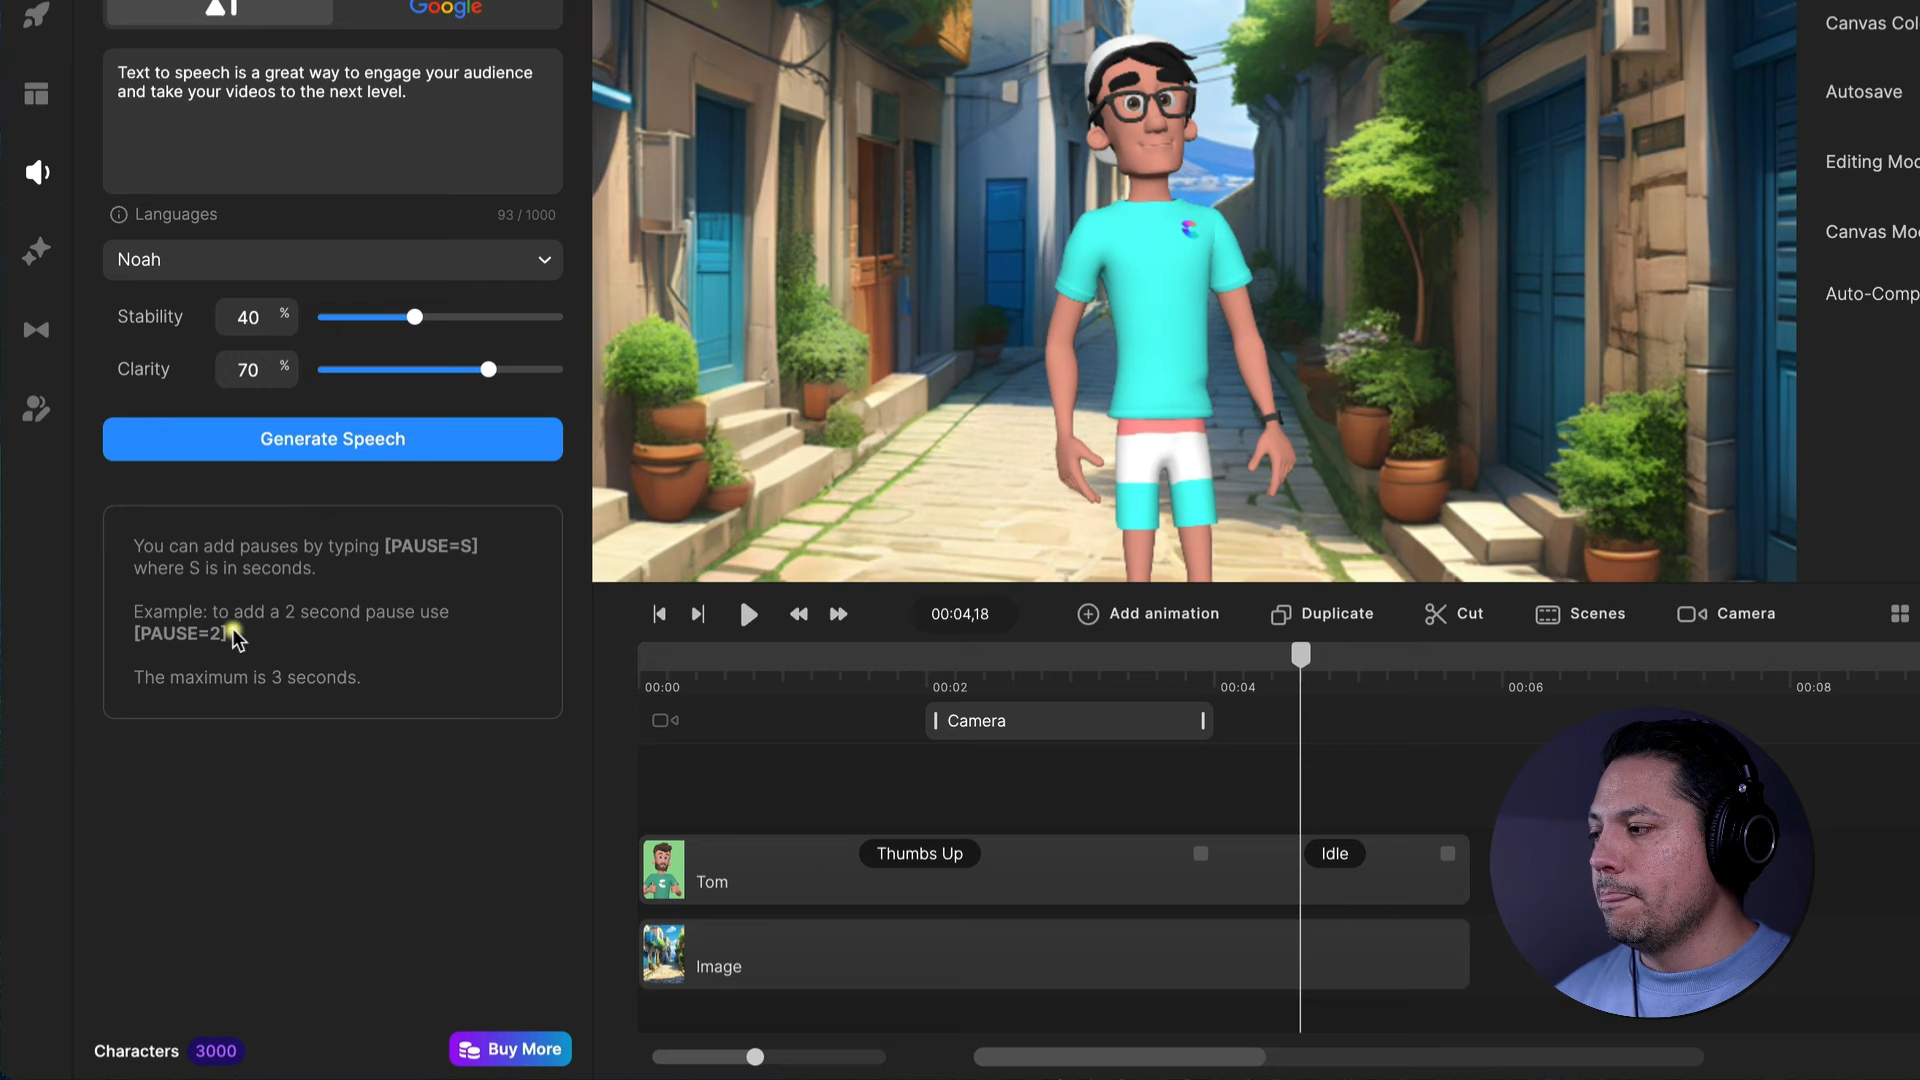 AI
Google
Text to speech is a great way to engage your audience
and take your videos to the next level.
Languages
93 / 1000
Noah
Stability
40 %
Clarity
70 %
Generate Speech
You can add pauses by typing [PAUSE=S]
where S is in seconds.
Example: to add a 2 second pause use
[PAUSE=2]
The maximum is 3 seconds.
Characters 3000
Buy More
Canvas Col
Autosave
Editing Mod
Canvas Mod
Auto-Comp
00:04,18
Add animation
Duplicate
Cut
Scenes
Camera
00:00
00:02
00:04
00:06
00:08
Camera
Thumbs Up
Idle
Tom
Image